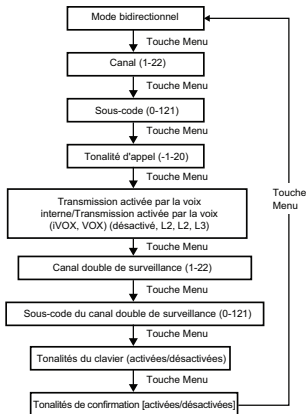 Mode bidirectionnel
Touche Menu
Canal (1-22)
Touche Menu
Sous-code (0-121)
Touche Menu
Tonalité d'appel (-1-20)
Touche Menu
Transmission activée par la voix
interne/Transmission activée par la voix
(iVOX, VOX) (désactivé, L2, L2, L3)
Touche Menu
Canal double de surveillance (1-22)
Touche Menu
Sous-code du canal double de surveillance (0-121)
Touche Menu
Tonalités du clavier (activées/désactivées)
Touche Menu
Tonalités de confirmation [activées/désactivées]
Touche
Menu